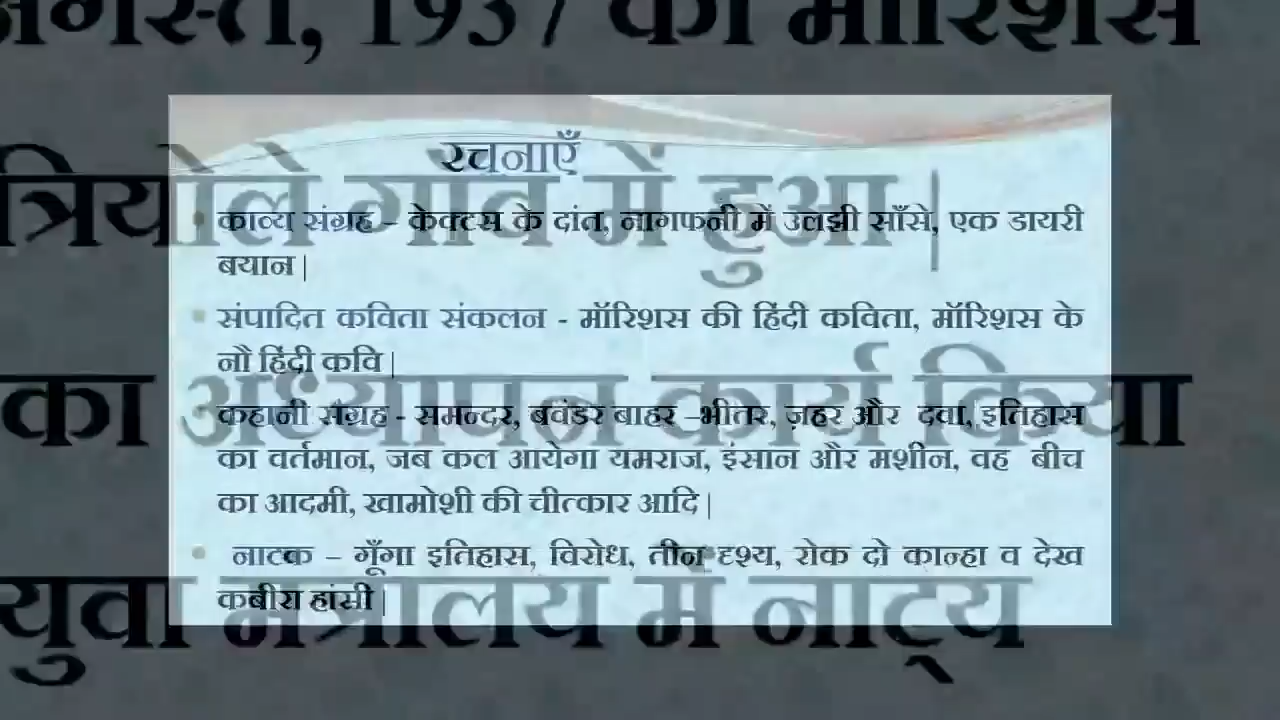 अगस्त, 1937 को मॉरिशस
रचनाएँ
त्रियोले गांव में हुआ |
काव्य संग्रह – केक्टस के दांत, नागफनी में उलझी साँसे, एक डायरी
बयान |
संपादित कविता संकलन - मॉरिशस की हिंदी कविता, मॉरिशस के
नौ हिंदी कवि |
का अध्यापन कार्य किया
कहानी संग्रह - समन्दर, बवंडर बाहर –भीतर, ज़हर और दवा, इतिहास
का वर्तमान, जब कल आयेगा यमराज, इंसान और मशीन, वह बीच
का आदमी, खामोशी की चीत्कार आदि |
नाटक – गूँगा इतिहास, विरोध, तीन दृश्य, रोक दो कान्हा व देख
कबीरा हांसी |
युवा मंत्रालय में नाट्य